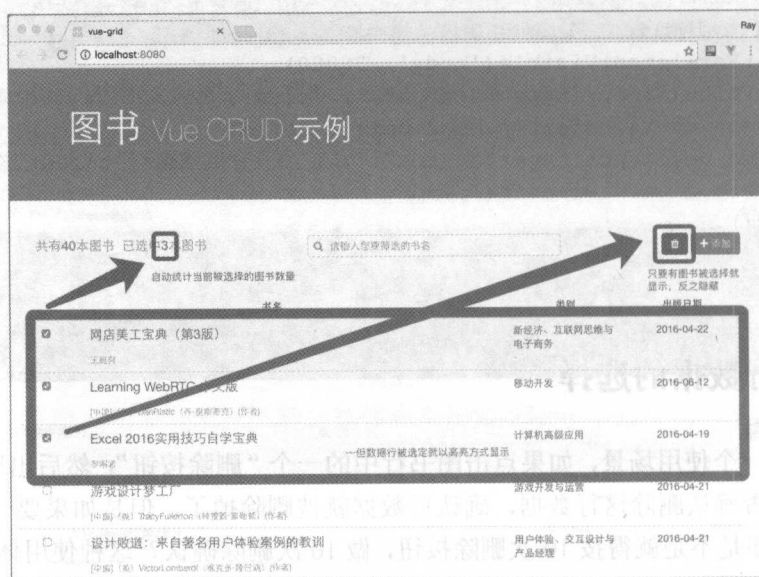 vue-grid
Ray
localhost:8080
图书 Vue CRUD 示例
共有40本图书 已选中3本图书
请输入您要筛选的书名
添加
自动统计当前被选择的图书数量
只要有图书被选择就
显示，反之隐藏
书名 类别 出版日期
网店美工宝典（第3版） 新经济、互联网思维与 2016-04-22
电子商务
Learning WebRTC 中文版 移动开发 2016-06-12
Excel 2016实用技巧自学宝典 计算机高级应用 2016-04-19
一但数据行被选定就以高亮方式显示
游戏设计梦工厂 游戏开发与运营 2016-04-21
Tracy Fullerton
设计败道：来自著名用户体验案例的教训 用户体验、交互设计与 2016-04-21
产品经理